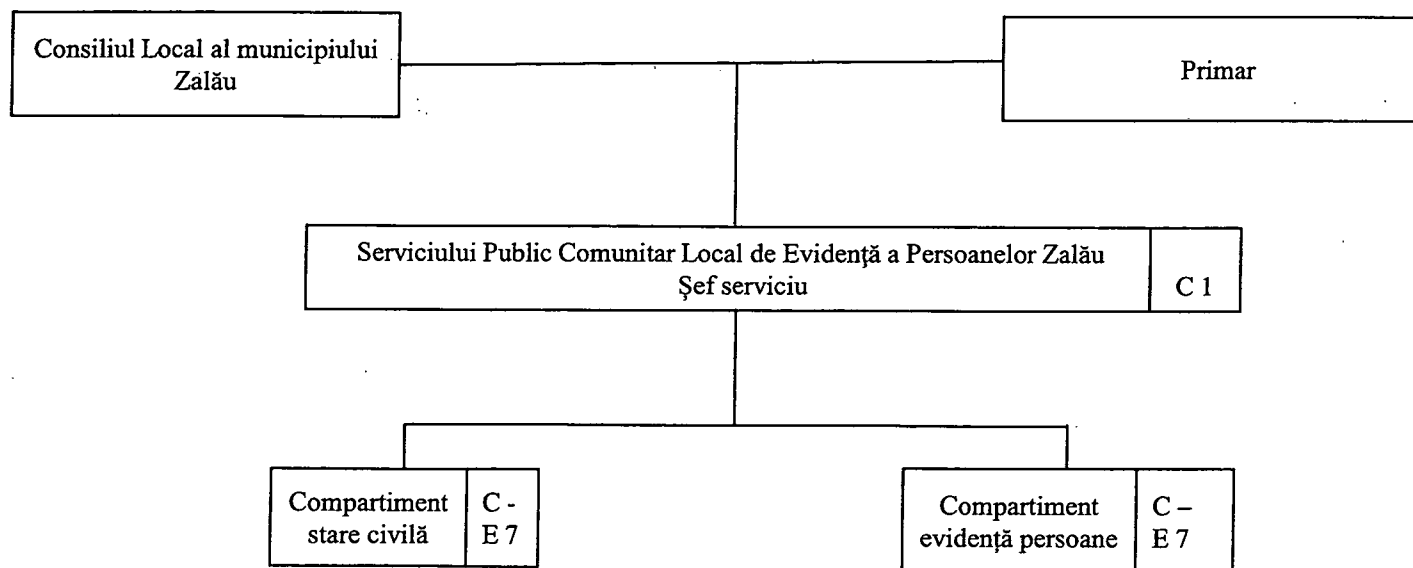 Consiliul Local al municipiului
Zalău
Primar
Serviciului Public Comunitar Local de Evidenţă a Persoanelor Zalău
Şef serviciu
C 1
Compartiment
stare civilă
C -
E 7
Compartiment
evidenţă persoane
C –
E 7